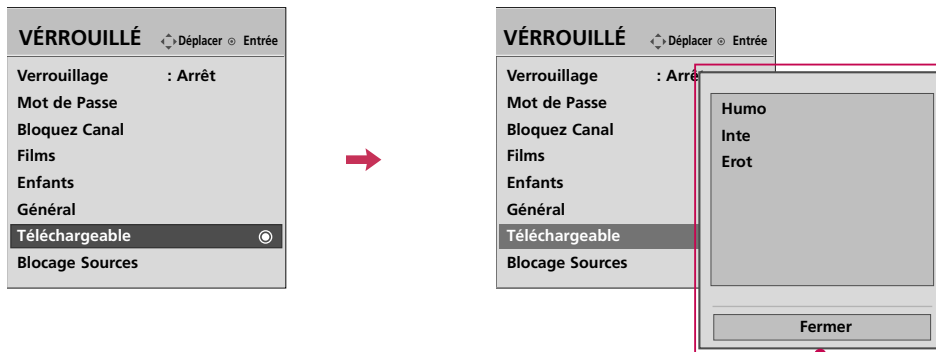 VÉRROUILLÉ Déplacer Entrée
Verrouillage : Arrêt
Mot de Passe
Bloquez Canal
Films
Enfants
Général
Téléchargeable
Blocage Sources
VÉRROUILLÉ Déplacer Entrée
Verrouillage : Arrê
Mot de Passe
Bloquez Canal
Films
Enfants
Général
Téléchargeable
Blocage Sources
Humo
Inte
Erot
Fermer